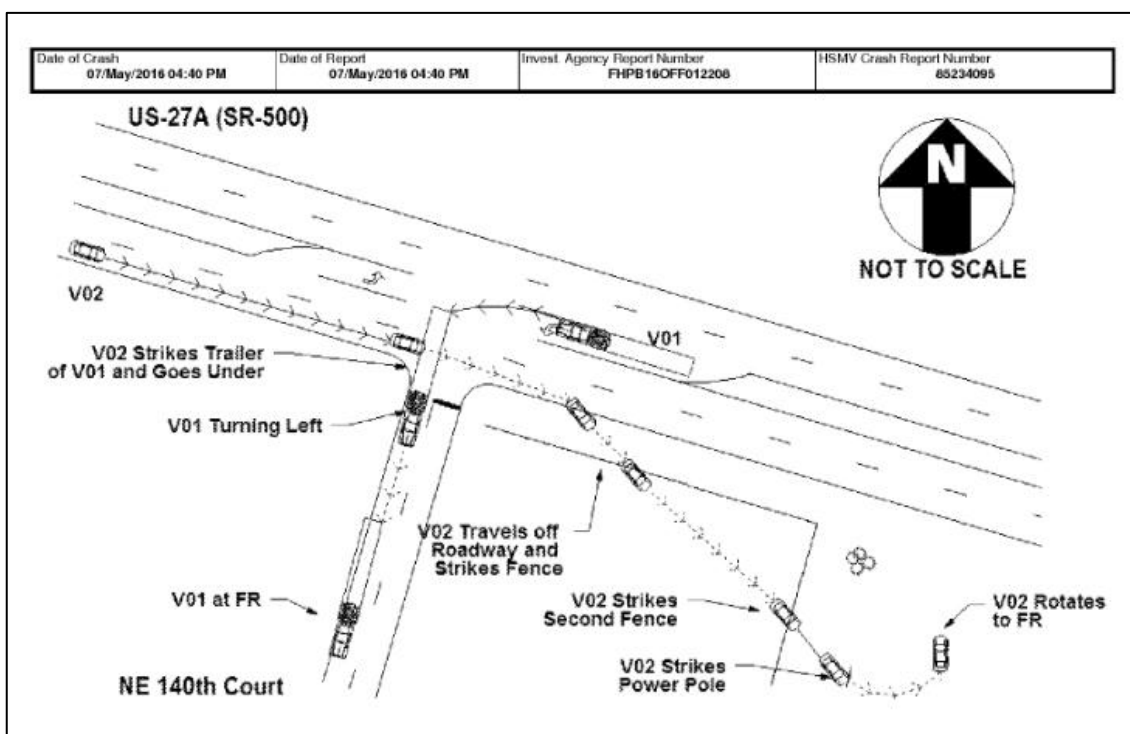 Date of Crash
07/May/2016 04:40 PM
Date of Report
07/May/2016 04:40 PM
Invest. Agency Report Number
FHPB16OFF012208
HSMV Crash Report Number
85234095
US-27A (SR-500)
N
NOT TO SCALE
V02
V01
V02 Strikes Trailer
of V01 and Goes Under
V01 Turning Left
V02 Travels off
Roadway and
Strikes Fence
V01 at FR
V02 Strikes
Second Fence
V02 Rotates
to FR
V02 Strikes
Power Pole
NE 140th Court